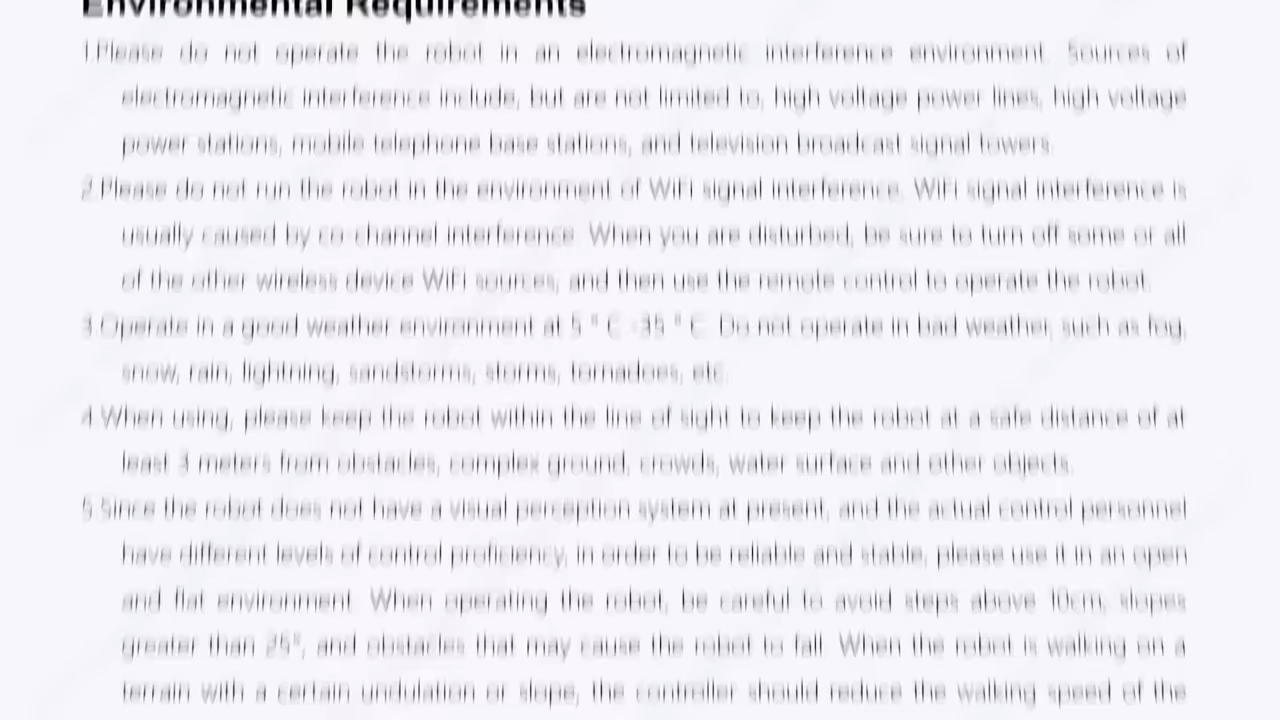 Environmental Requirements
1.Please do not operate the robot in an electromagnetic interference environment. Sources of
electromagnetic interference include, but are not limited to, high voltage power lines, high voltage
power stations, mobile telephone base stations, and television broadcast signal towers.
2.Please do not run the robot in the environment of WiFi signal interference. WiFi signal interference is
usually caused by co-channel interference. When you are disturbed, be sure to turn off some or all
of the other wireless device WiFi sources, and then use the remote control to operate the robot.
3.Operate in a good weather environment at 5 ° C -35 ° C. Do not operate in bad weather, such as fog,
snow, rain, lightning, sandstorms, storms, tornadoes, etc.
4.When using, please keep the robot within the line of sight to keep the robot at a safe distance of at
least 3 meters from obstacles, complex ground, crowds, water surface and other objects.
5.Since the robot does not have a visual perception system at present, and the actual control personnel
have different levels of control proficiency, in order to be reliable and stable, please use it in an open
and flat environment. When operating the robot, be careful to avoid steps above 10cm, slopes
greater than 25°, and obstacles that may cause the robot to fall. When the robot is walking on a
terrain with a certain undulation or slope, the controller should reduce the walking speed of the